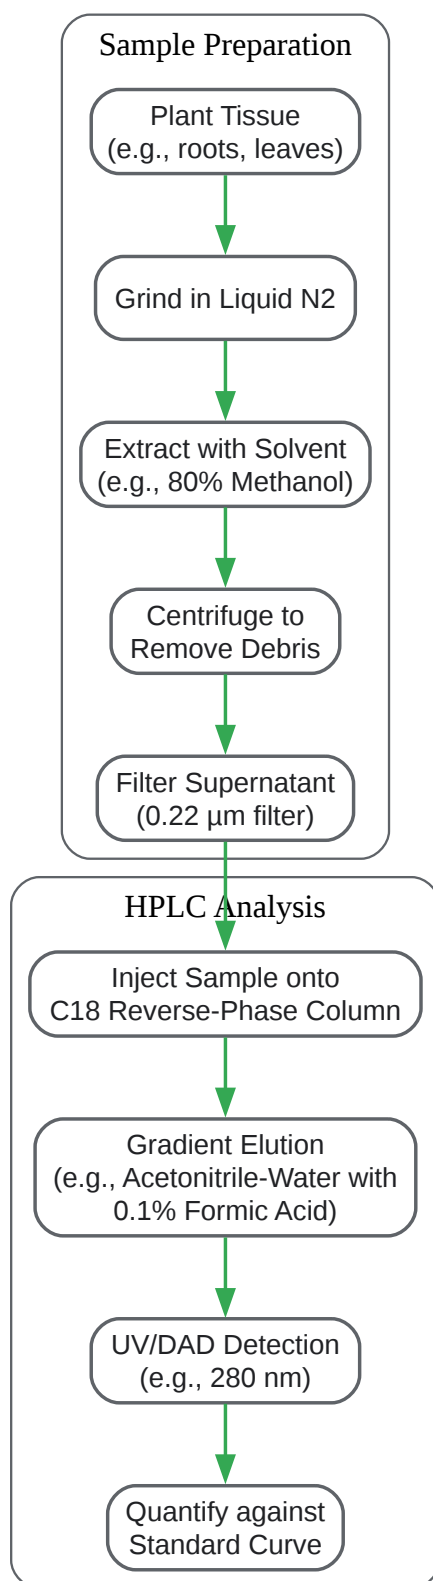 Sample Preparation
Plant Tissue
(e.g., roots, leaves)
Grind in Liquid N2
Extract with Solvent
(e.g., 80% Methanol)
Centrifuge to
Remove Debris
Filter Supernatant
(0.22 µm filter)
HPLC Analysis
Inject Sample onto
C18 Reverse-Phase Column
Gradient Elution
(e.g., Acetonitrile-Water with
0.1% Formic Acid)
UV/DAD Detection
(e.g., 280 nm)
Quantify against
Standard Curve